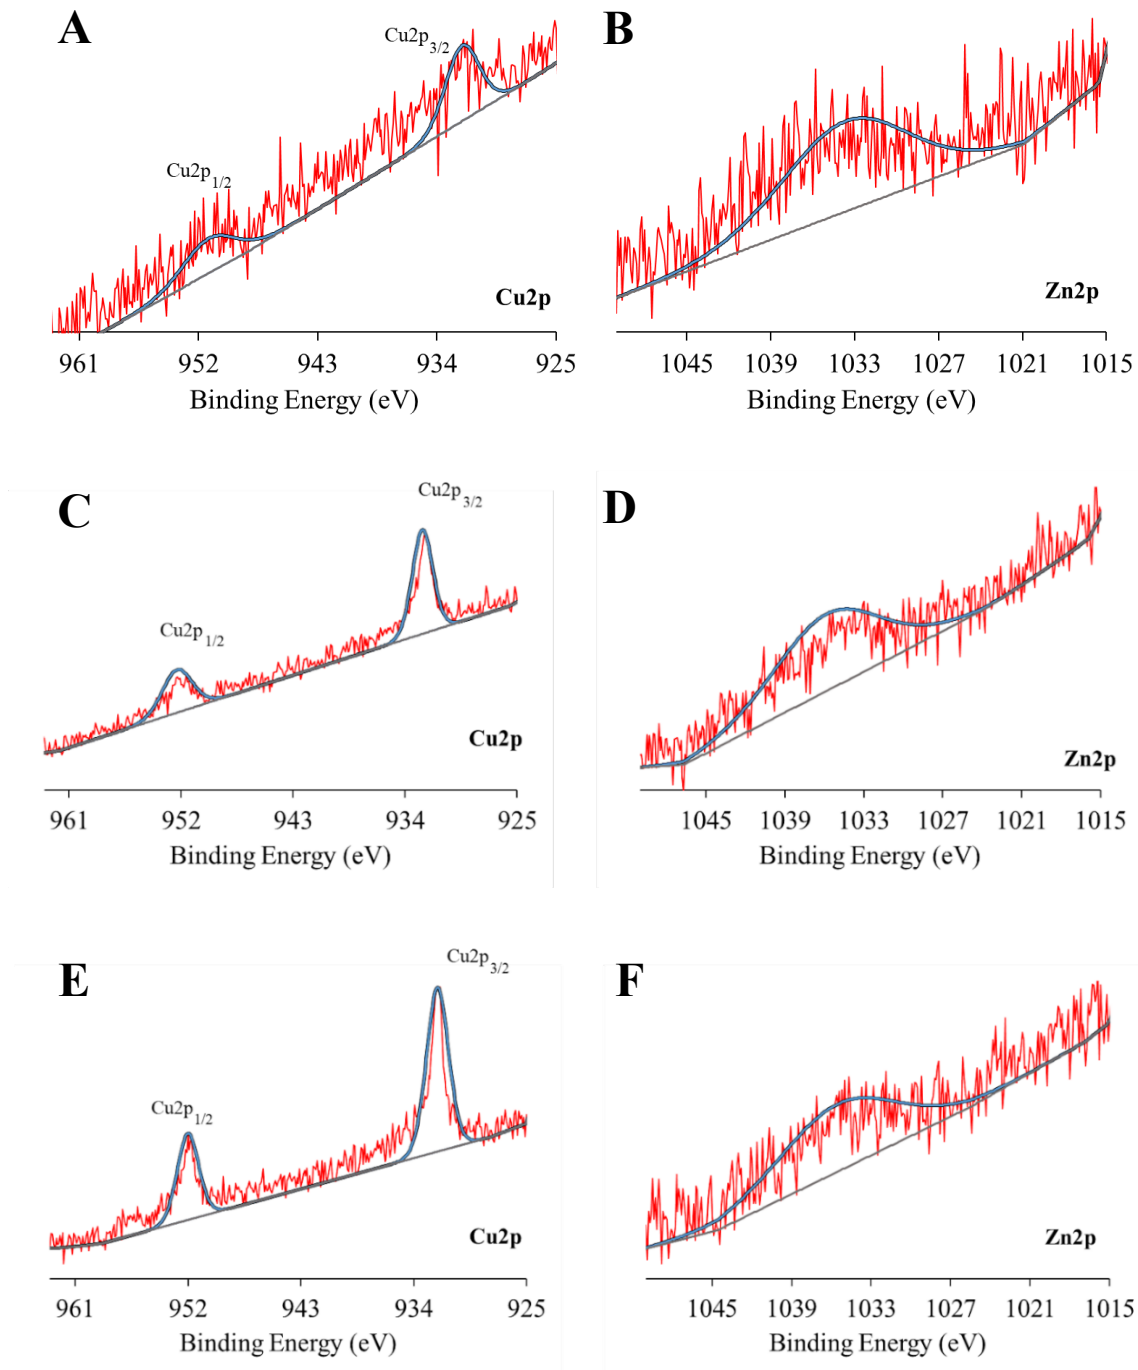 A
B
Cu2p3/2
Cu2p1/2
Cu2p
Zn2p
961 952 943 934 925
1045 1039 1033 1027 1021 1015
Binding Energy (eV)
Binding Energy (eV)
C
D
Cu2p3/2
Cu2p1/2
Cu2p
Zn2p
961 952 943 934 925
1045 1039 1033 1027 1021 1015
Binding Energy (eV)
Binding Energy (eV)
E
F
Cu2p3/2
Cu2p1/2
Cu2p
Zn2p
961 952 943 934 925
1045 1039 1033 1027 1021 1015
Binding Energy (eV)
Binding Energy (eV)